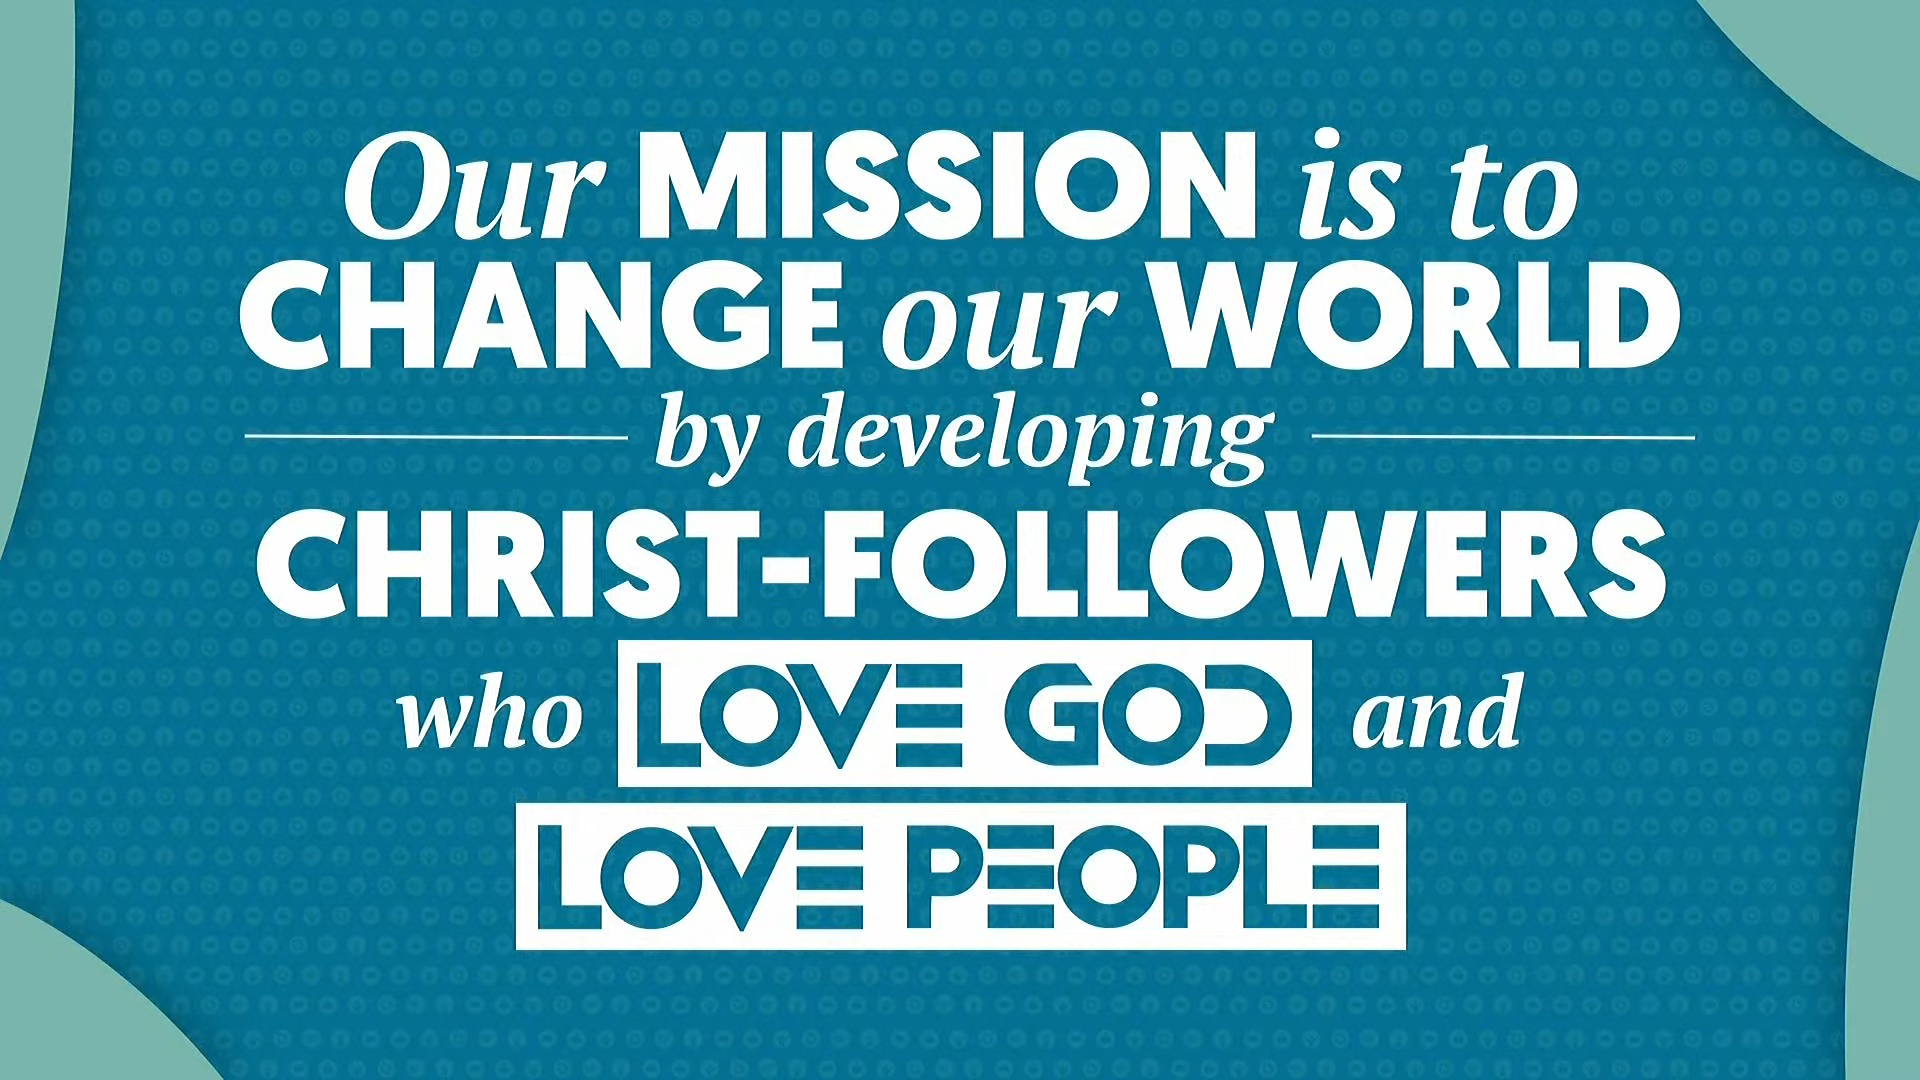 Our MISSION is to
CHANGE our WORLD
by developing
CHRIST-FOLLOWERS
who LOVE GOD and
LOVE PEOPLE